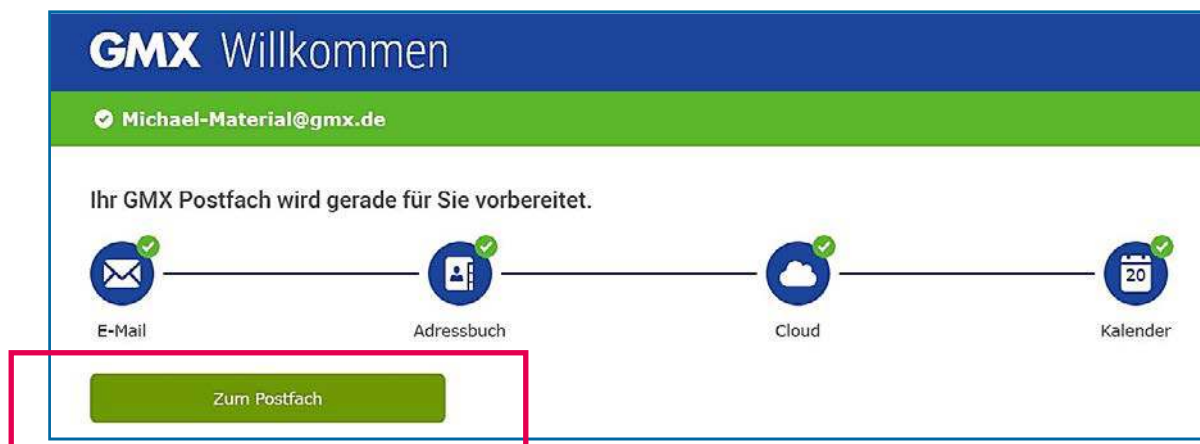 GMX Willkommen
Michael-Material@gmx.de
Ihr GMX Postfach wird gerade für Sie vorbereitet.
20
E-Mail Adressbuch Cloud Kalender
Zum Postfach